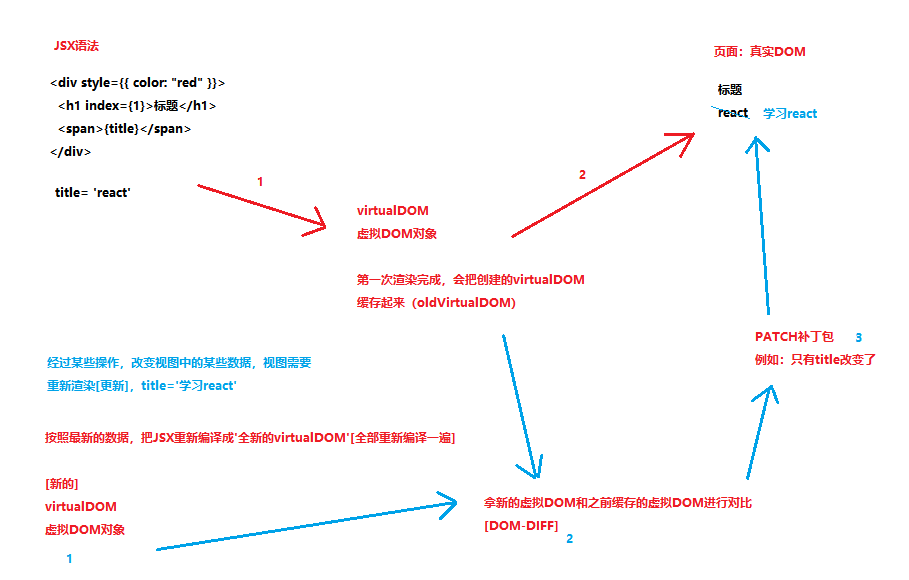 JSX语法
<div style={{ color: "red" }}>
<h1 index={1}>标题</h1>
<span>{title}</span>
</div>
title= 'react'
1
virtualDOM
虚拟DOM对象
第一次渲染完成，会把创建的virtualDOM
缓存起来（oldVirtualDOM）
2
页面：真实DOM
标题
react 学习react
经过某些操作，改变视图中的某些数据，视图需要
重新渲染[更新]，title='学习react'
按照最新的数据，把JSX重新编译成'全新的virtualDOM'[全部重新编译一遍]
[新的]
virtualDOM
虚拟DOM对象
1
拿新的虚拟DOM和之前缓存的虚拟DOM进行对比
[DOM-DIFF]
2
PATCH补丁包 3
例如：只有title改变了